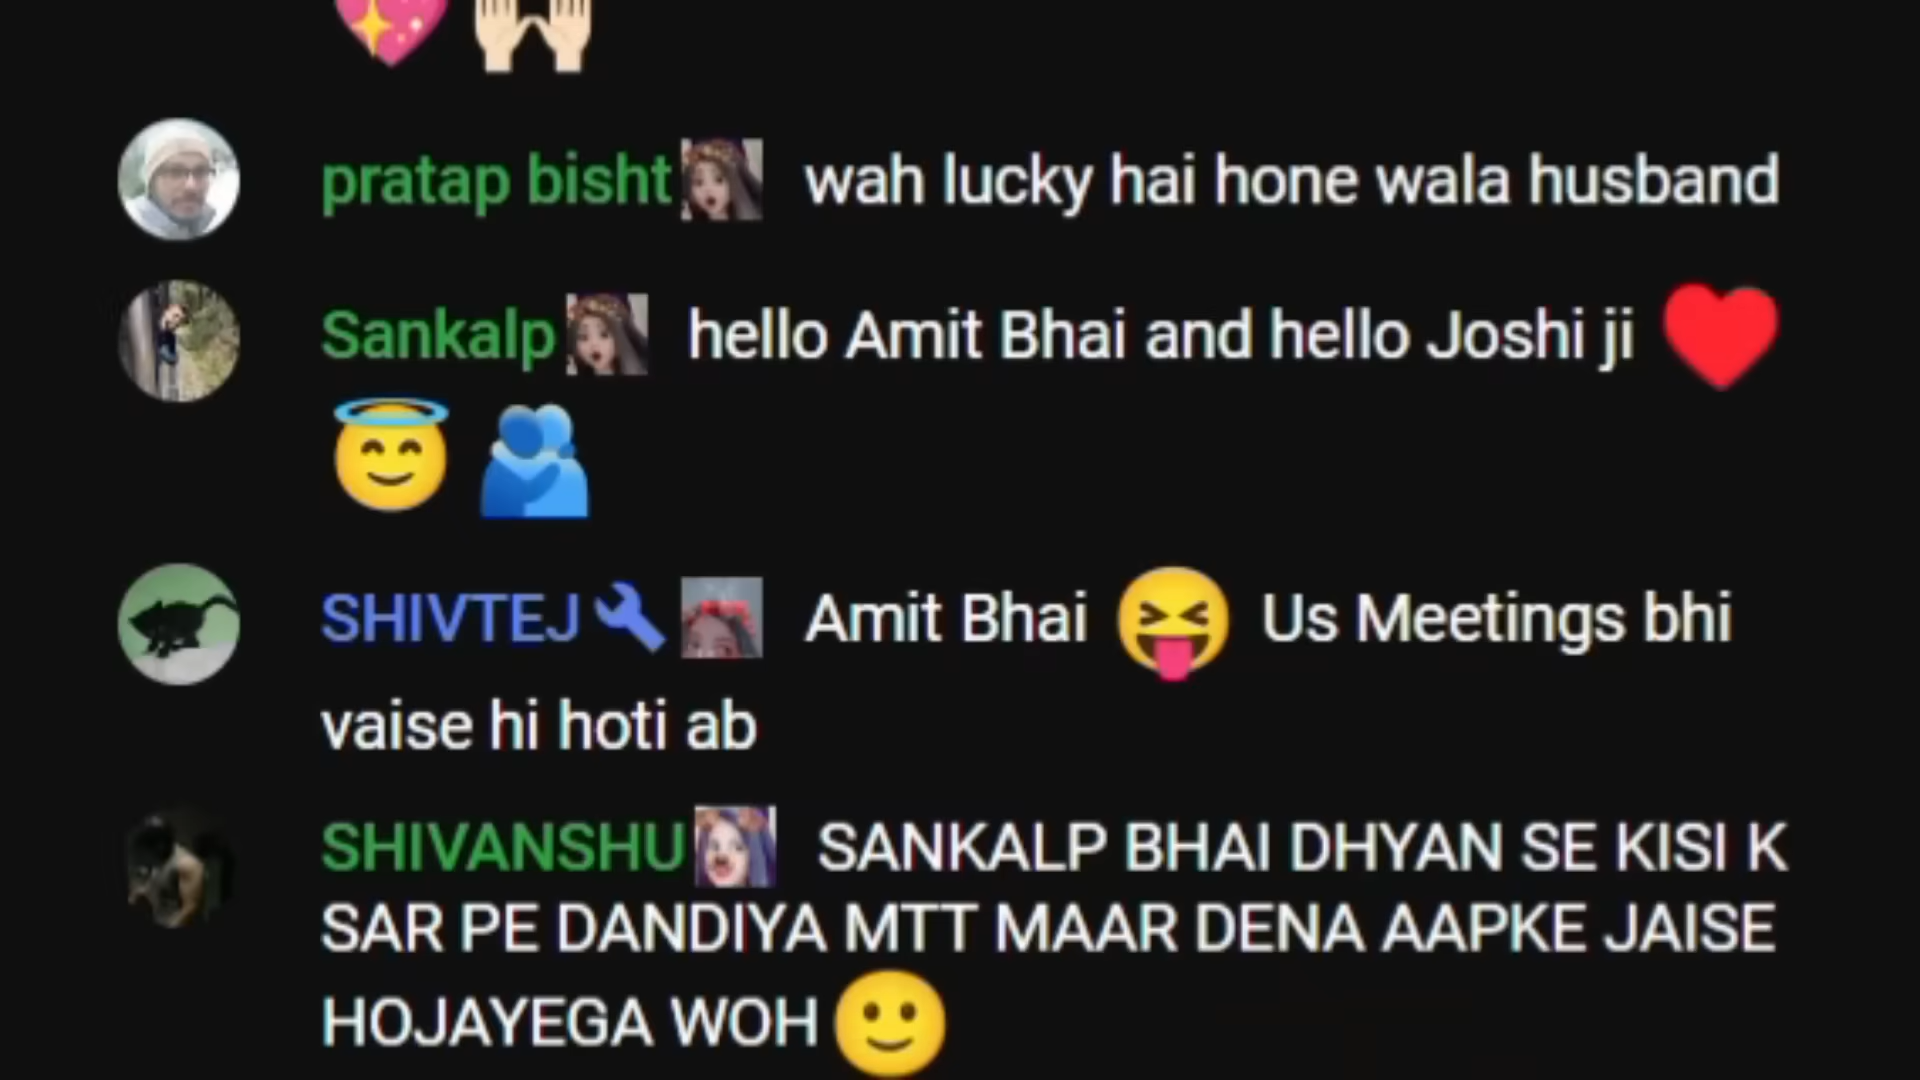 pratap bisht wah lucky hai hone wala husband
Sankalp hello Amit Bhai and hello Joshi ji ❤️
😇 🫂
SHIVTEJ🔧 Amit Bhai 😝 Us Meetings bhi
vaise hi hoti ab
SHIVANSHU SANKALP BHAI DHYAN SE KISI K
SAR PE DANDIYA MTT MAAR DENA AAPKE JAISE
HOJAYEGA WOH 🙂